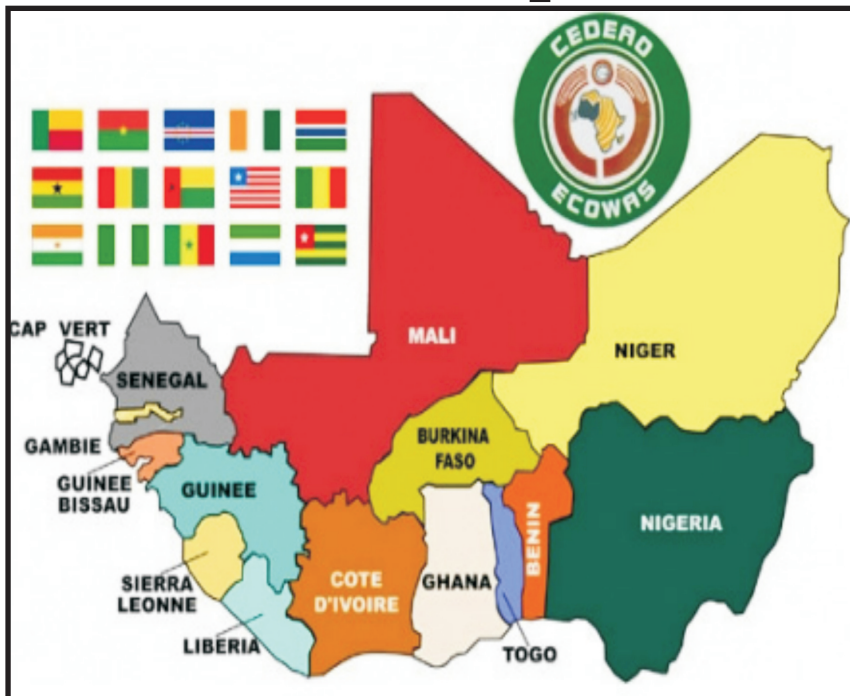 CEDEAO
ECOWAS
MALI
NIGER
CAP VERT
SENEGAL
GAMBIE
GUINEE
BISSAU
GUINEE
BURKINA
FASO
NIGERIA
SIERRA
LEONNE
LIBERIA
COTE
D'IVOIRE
GHANA
TOGO
BENIN